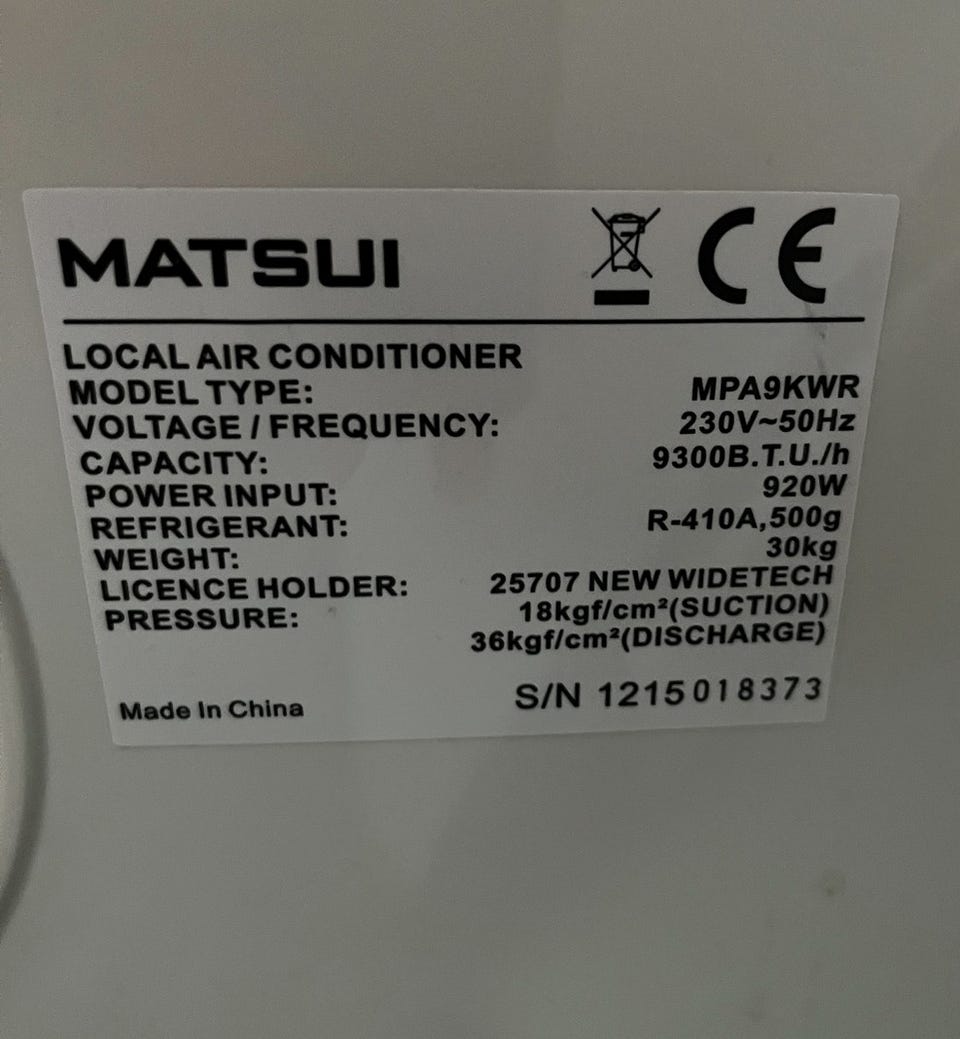 MATSUI
CE
LOCAL AIR CONDITIONER
MODEL TYPE: MPA9KWR
VOLTAGE / FREQUENCY: 230V~50Hz
CAPACITY: 9300B.T.U./h
POWER INPUT: 920W
REFRIGERANT: R-410A,500g
WEIGHT: 30kg
LICENCE HOLDER: 25707 NEW WIDETECH
PRESSURE: 18kgf/cm²(SUCTION)
36kgf/cm²(DISCHARGE)
Made In China S/N 1215018373